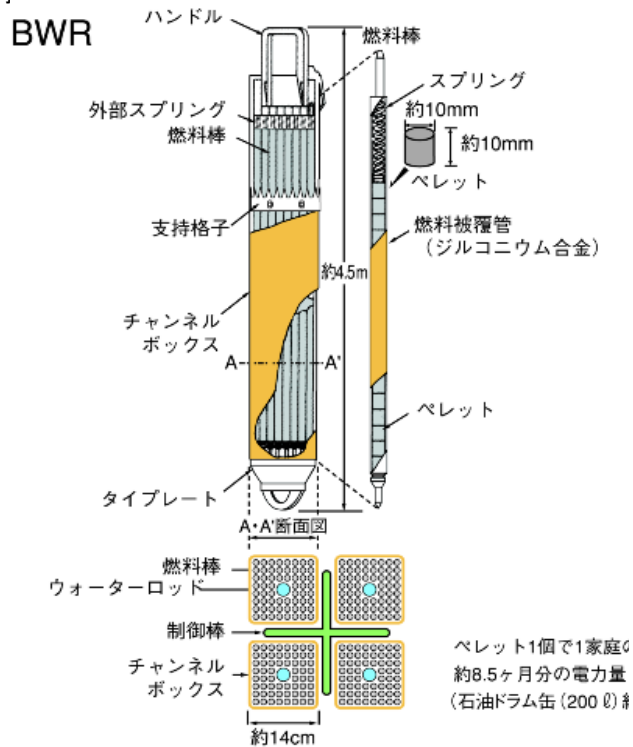 BWR
ハンドル
燃料棒
スプリング
約10mm
約10mm
ペレット
外部スプリング
燃料棒
支持格子
燃料被覆管
（ジルコニウム合金）
約4.5m
チャンネル
ボックス
A
A'
ペレット
タイプレート
A・A'断面図
燃料棒
ウォーターロッド
制御棒
チャンネル
ボックス
約14cm
ペレット1個で1家庭の
約8.5ヶ月分の電力量
（石油ドラム缶（200ℓ）